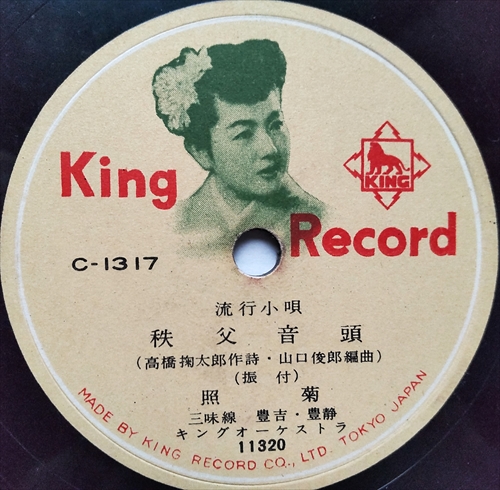 King
KING
Record
C-1317
流行小唄
秩父音頭
(高橋掬太郎作詩・山口俊郎編曲)
(振付)
照菊
三味線 豊吉・豊静
キングオーケストラ
11320
MADE BY KING RECORD CO., LTD. TOKYO JAPAN